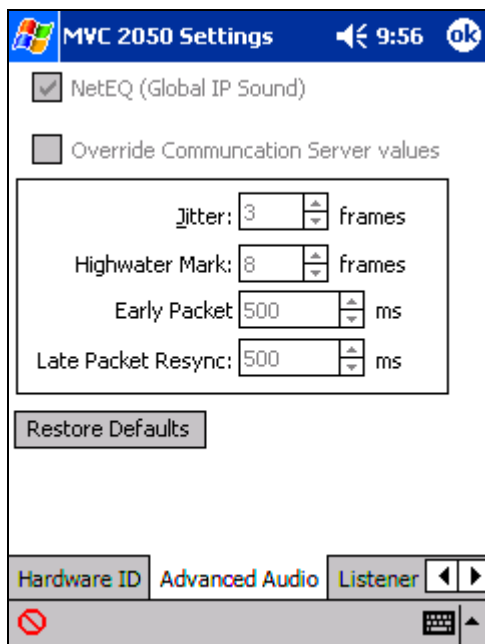 MVC 2050 Settings 9:56 ok
NetEQ (Global IP Sound)
Override Communcation Server values
Jitter: 3 frames
Highwater Mark: 8 frames
Early Packet 500 ms
Late Packet Resync: 500 ms
Restore Defaults
Hardware ID Advanced Audio Listener